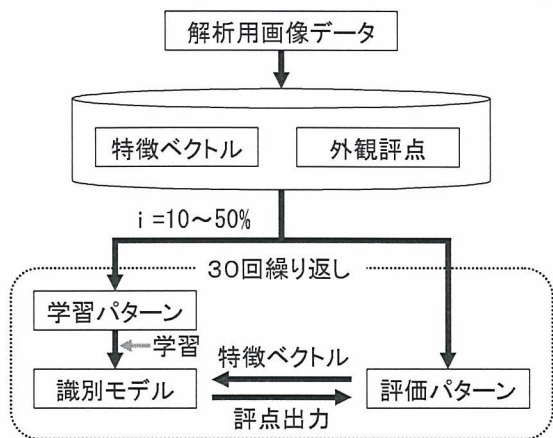 解析用画像データ
特徴ベクトル
外観評点
i =10～50%
30回繰り返し
学習パターン
学習
特徴ベクトル
識別モデル
評価パターン
評点出力